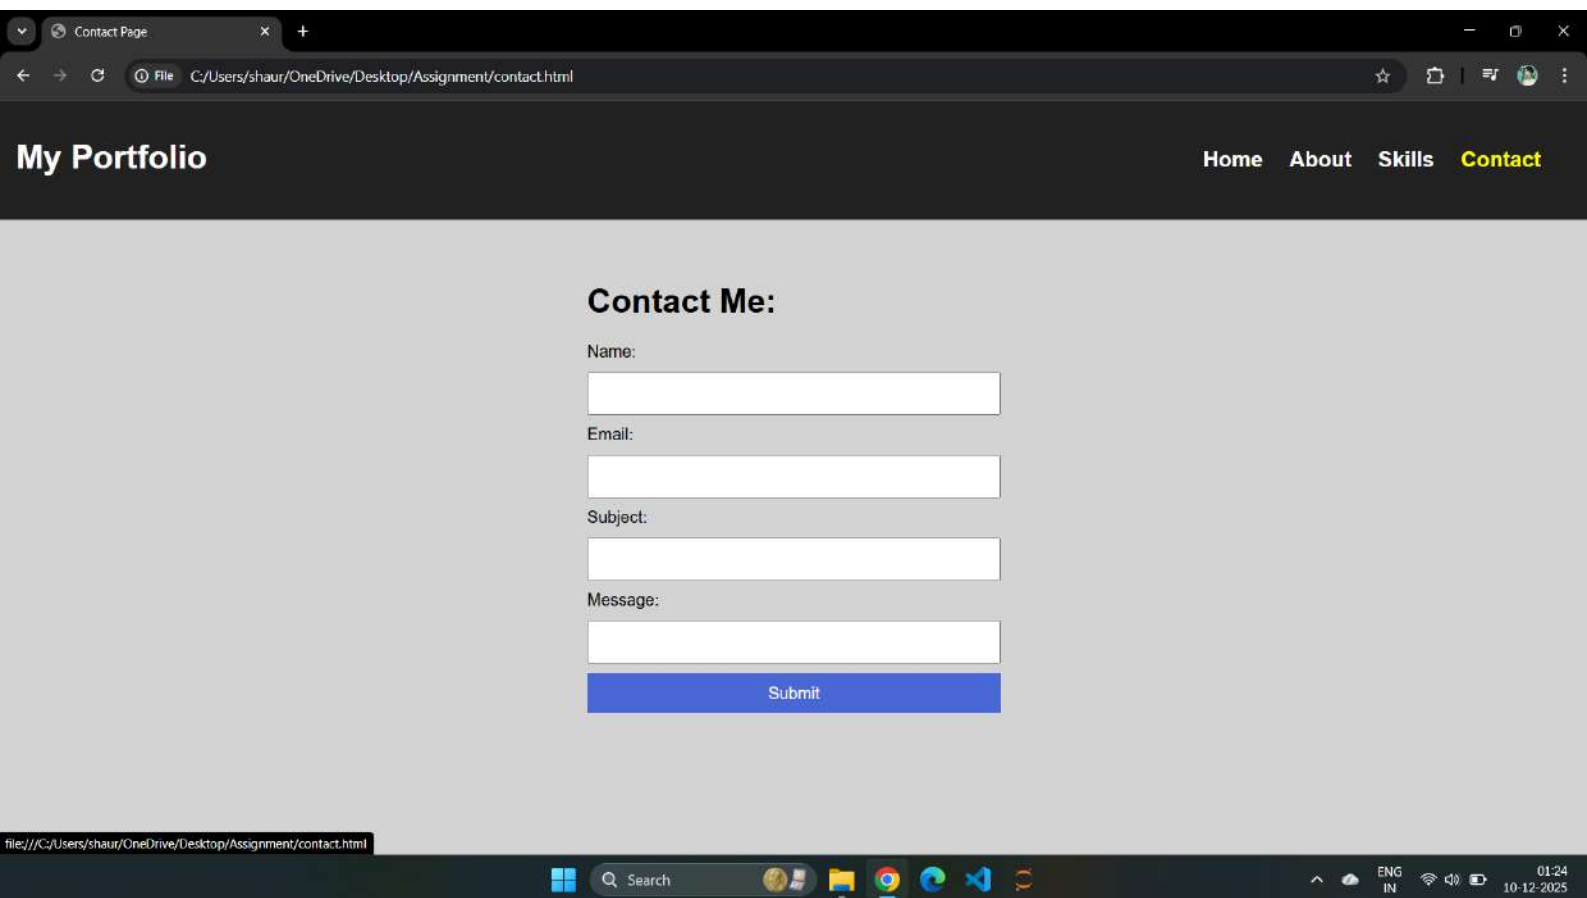 Contact Page
File C:/Users/shaur/OneDrive/Desktop/Assignment/contact.html
My Portfolio
Home About Skills Contact
Contact Me:
Name:
Email:
Subject:
Message:
Submit
file:///C:/Users/shaur/OneDrive/Desktop/Assignment/contact.html
Search
ENG
IN
01:24
10-12-2025